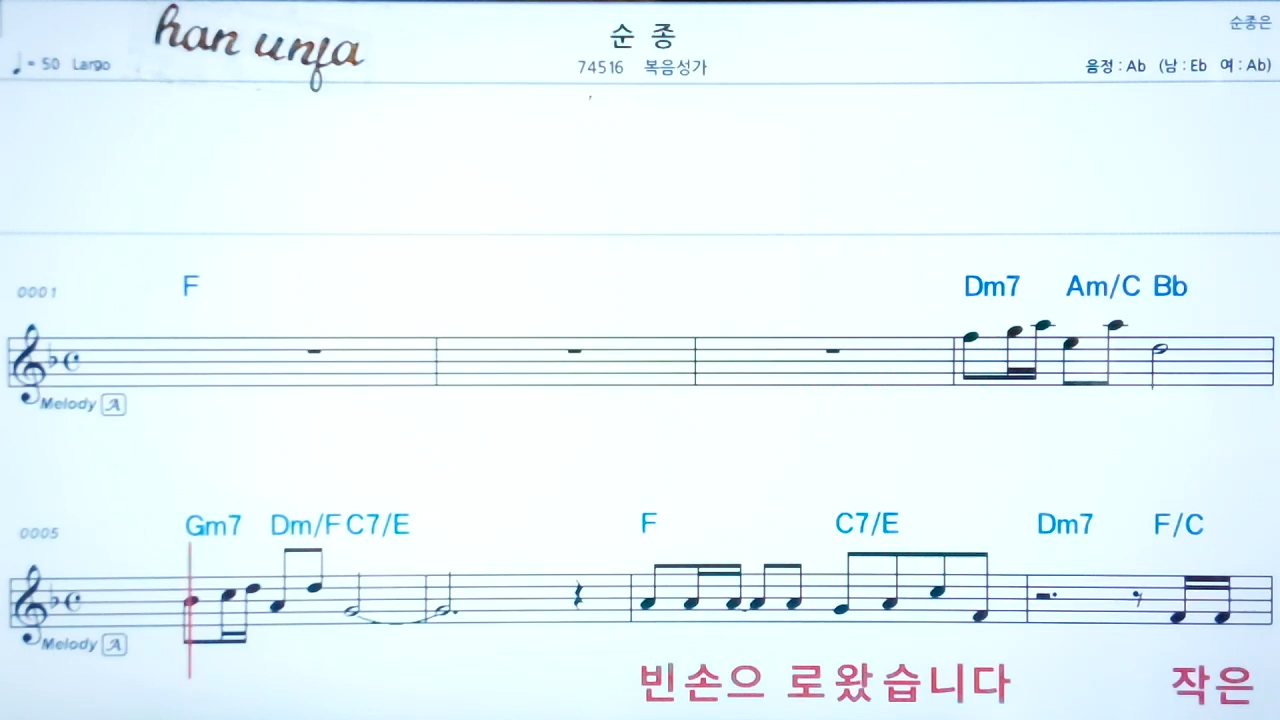 han unfa
순 종
순종은
♩= 50 Largo
74516 복음성가
음정 : Ab (남 : Eb 여 : Ab)
0001
F Dm7 Am/C Bb
Melody A
0005
Gm7 Dm/F C7/E F C7/E Dm7 F/C
Melody A
빈손으 로왔습니다 작은